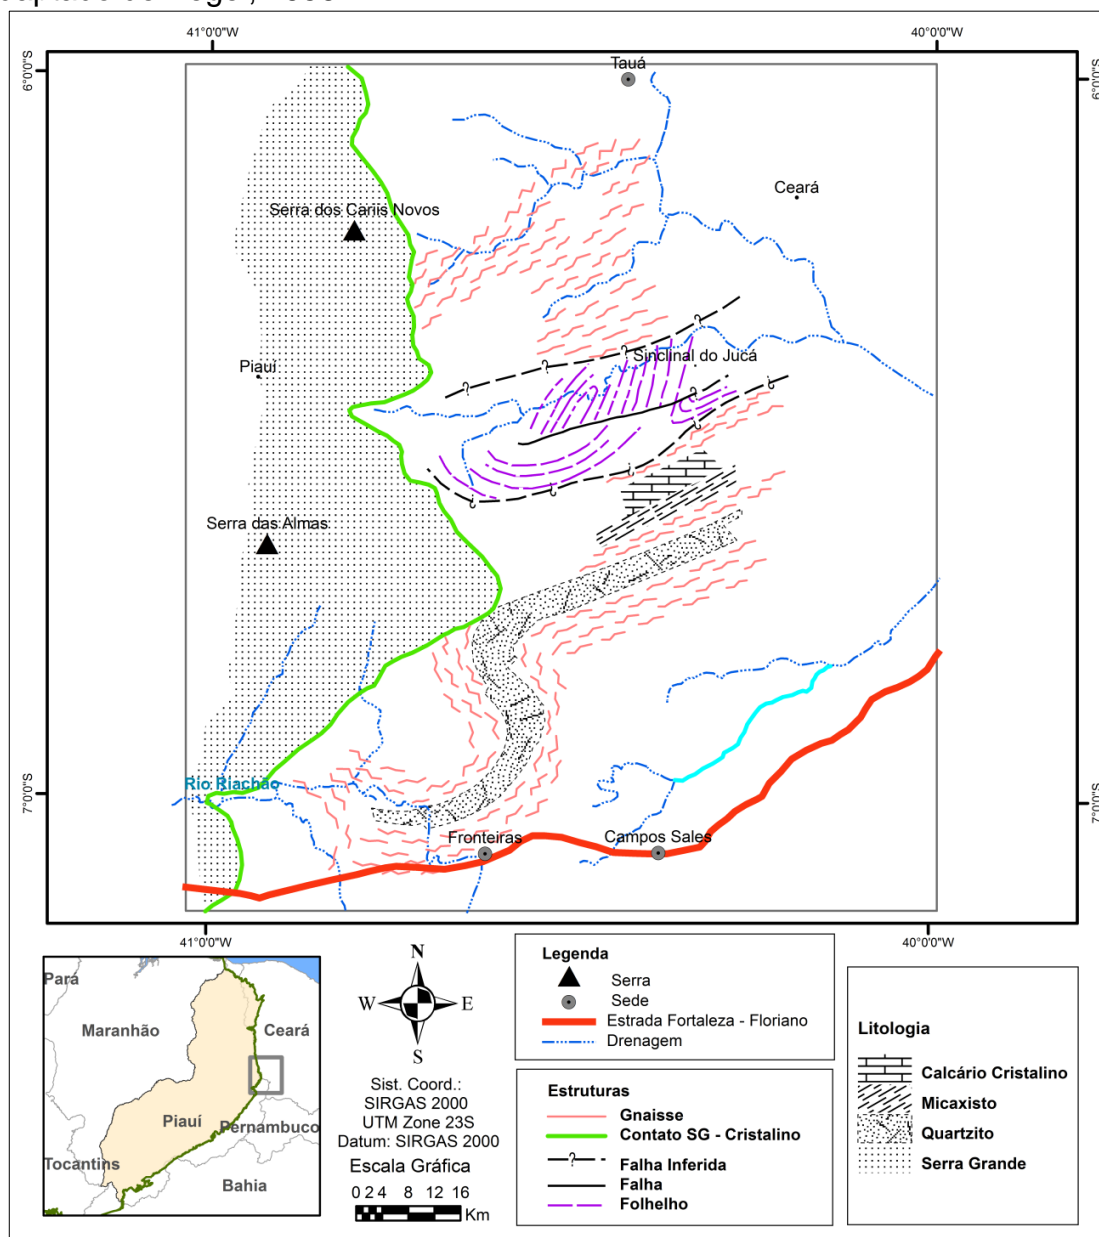 41°0'0"W
40°0'0"W
6°0'0"S
6°0'0"S
Tauá
Ceará
Serra dos Cariis Novos
Sinclinal do Jucá
Piauí
Serra das Almas
Rio Riachão
7°0'0"S
7°0'0"S
Fronteiras
Campos Sales
41°0'0"W
40°0'0"W
?
?
?
?
?
?
?
?
?
?
Pará
Maranhão
Ceará
Piauí
Pernambuco
Tocantins
Bahia
N
W
E
S
Sist. Coord.:
SIRGAS 2000
UTM Zone 23S
Datum: SIRGAS 2000
Escala Gráfica
0 2 4 8 12 16
Km
Legenda
Serra
Sede
Estrada Fortaleza - Floriano
Drenagem
Estruturas
Gnaisse
Contato SG - Cristalino
? Falha Inferida
Falha
Folhelho
Litologia
Calcário Cristalino
Micaxisto
Quartzito
Serra Grande